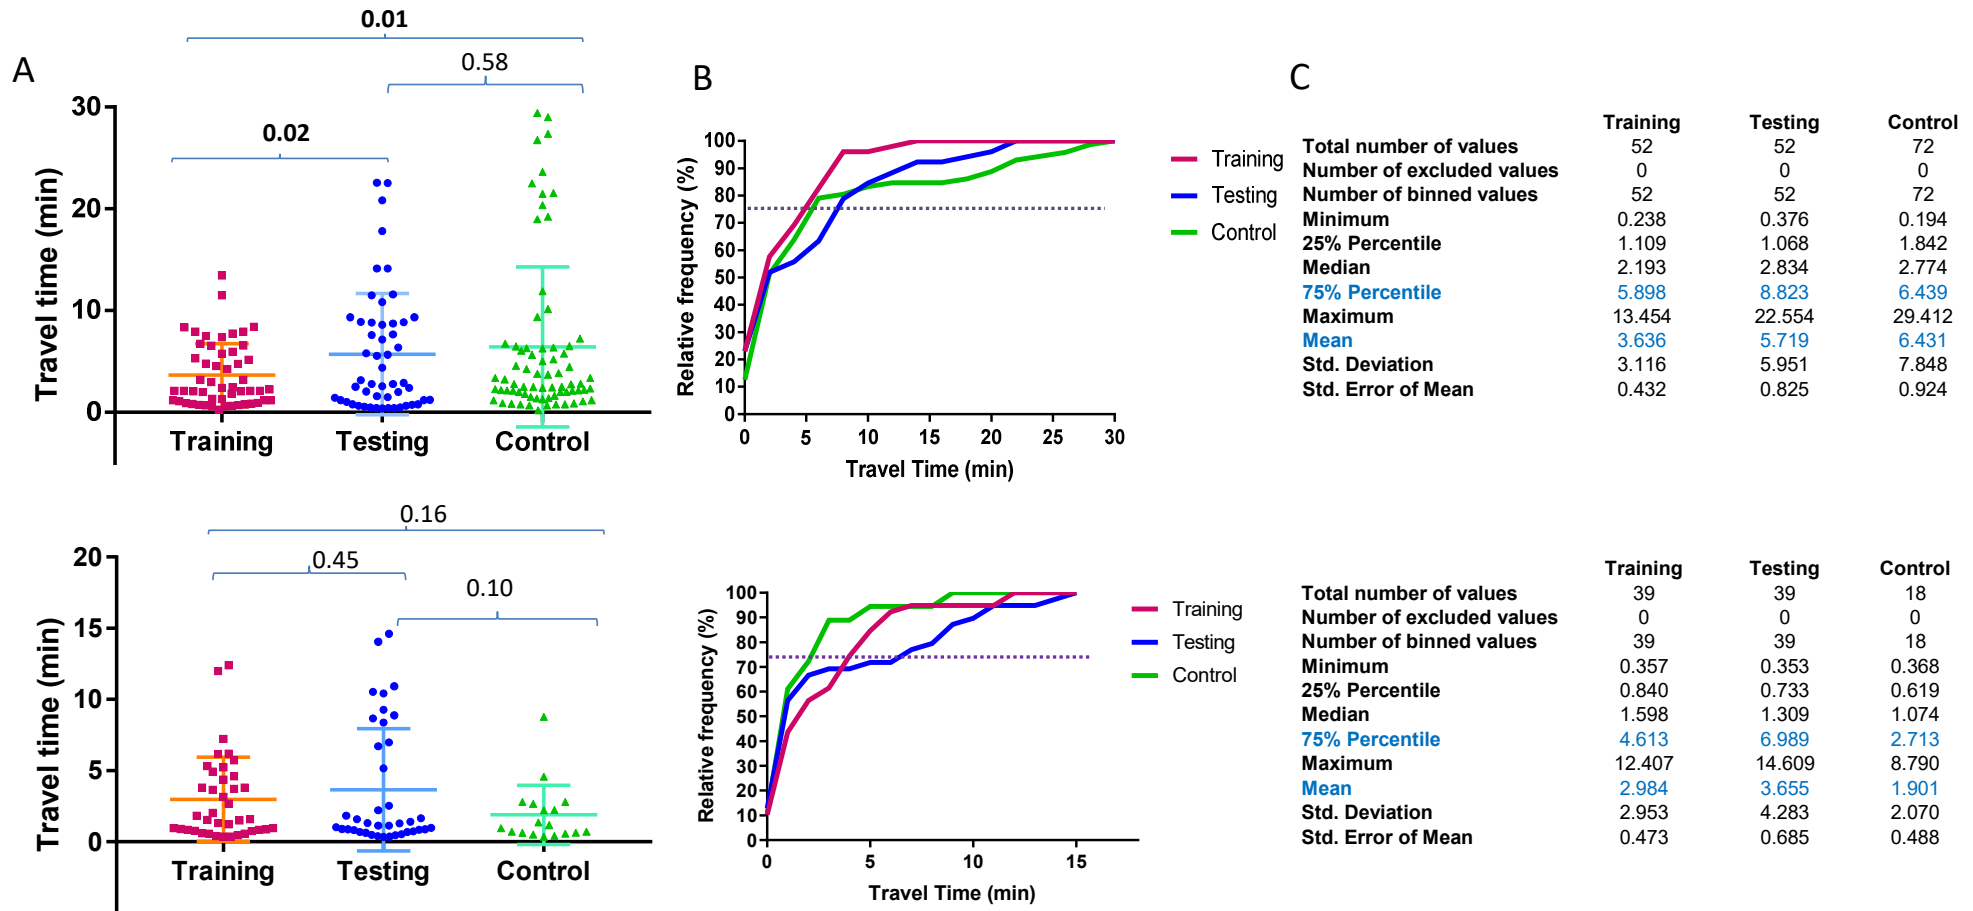 A
0.01
0.58
0.02
Travel time (min)
30
20
10
0
Training Testing Control
B
Relative frequency (%)
100
90
80
70
60
50
40
30
20
10
0
0 5 10 15 20 25 30
Travel Time (min)
Training
Testing
Control
C
Training Testing Control
Total number of values 52 52 72
Number of excluded values 0 0 0
Number of binned values 52 52 72
Minimum 0.238 0.376 0.194
25% Percentile 1.109 1.068 1.842
Median 2.193 2.834 2.774
75% Percentile 5.898 8.823 6.439
Maximum 13.454 22.554 29.412
Mean 3.636 5.719 6.431
Std. Deviation 3.116 5.951 7.848
Std. Error of Mean 0.432 0.825 0.924
0.16
0.45
0.10
Travel time (min)
20
15
10
5
0
Training Testing Control
Relative frequency (%)
100
90
80
70
60
50
40
30
20
10
0
0 5 10 15
Travel Time (min)
Training
Testing
Control
Training Testing Control
Total number of values 39 39 18
Number of excluded values 0 0 0
Number of binned values 39 39 18
Minimum 0.357 0.353 0.368
25% Percentile 0.840 0.733 0.619
Median 1.598 1.309 1.074
75% Percentile 4.613 6.989 2.713
Maximum 12.407 14.609 8.790
Mean 2.984 3.655 1.901
Std. Deviation 2.953 4.283 2.070
Std. Error of Mean 0.473 0.685 0.488